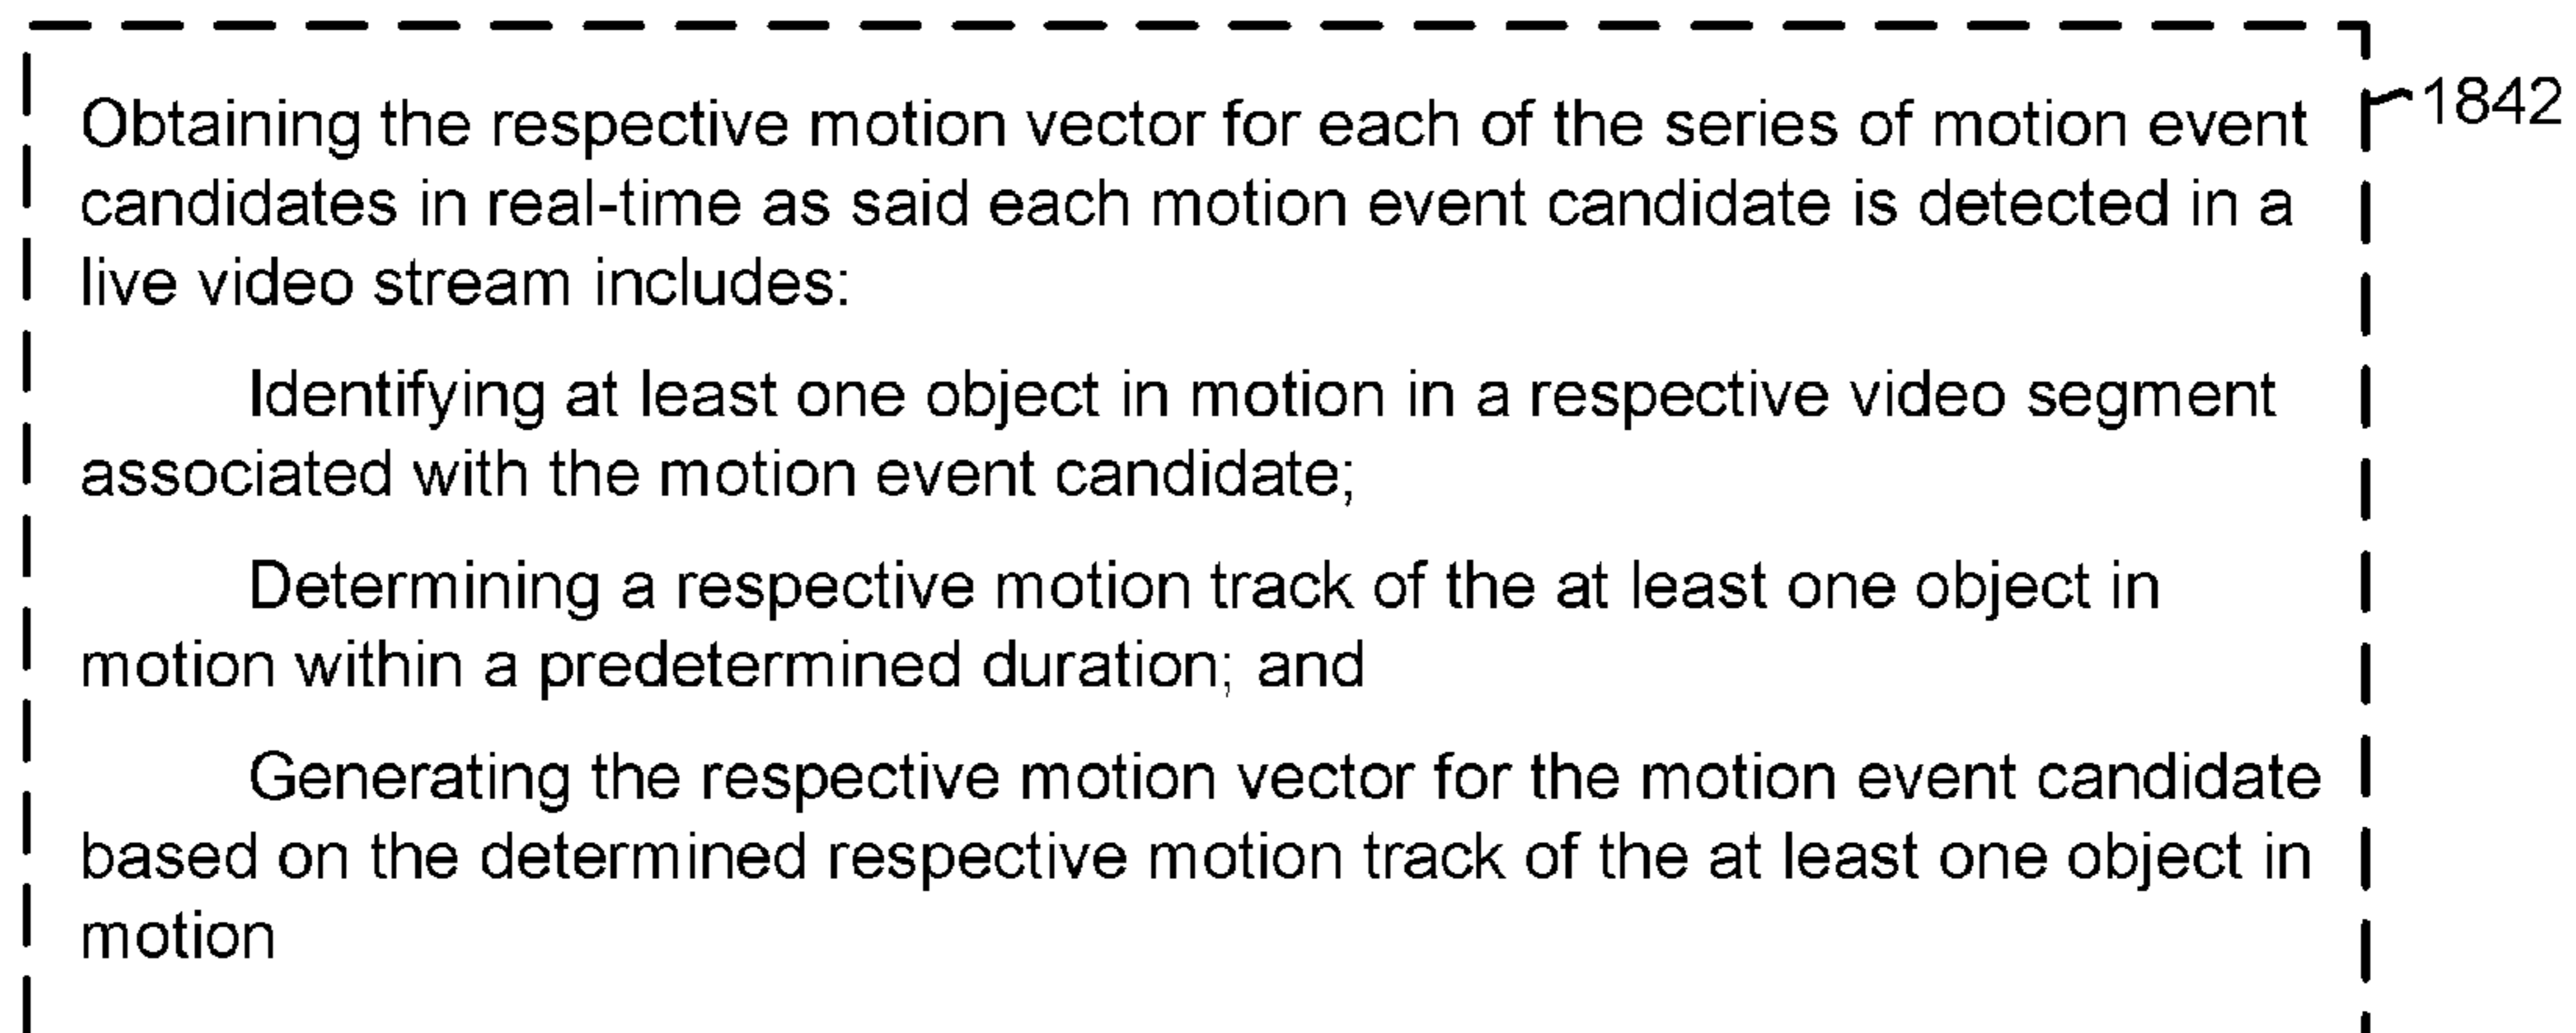 Obtaining the respective motion vector for each of the series of motion event
candidates in real-time as said each motion event candidate is detected in a
live video stream includes:
Identifying at least one object in motion in a respective video segment
associated with the motion event candidate;
Determining a respective motion track of the at least one object in
motion within a predetermined duration; and
Generating the respective motion vector for the motion event candidate
based on the determined respective motion track of the at least one object in
motion
1842